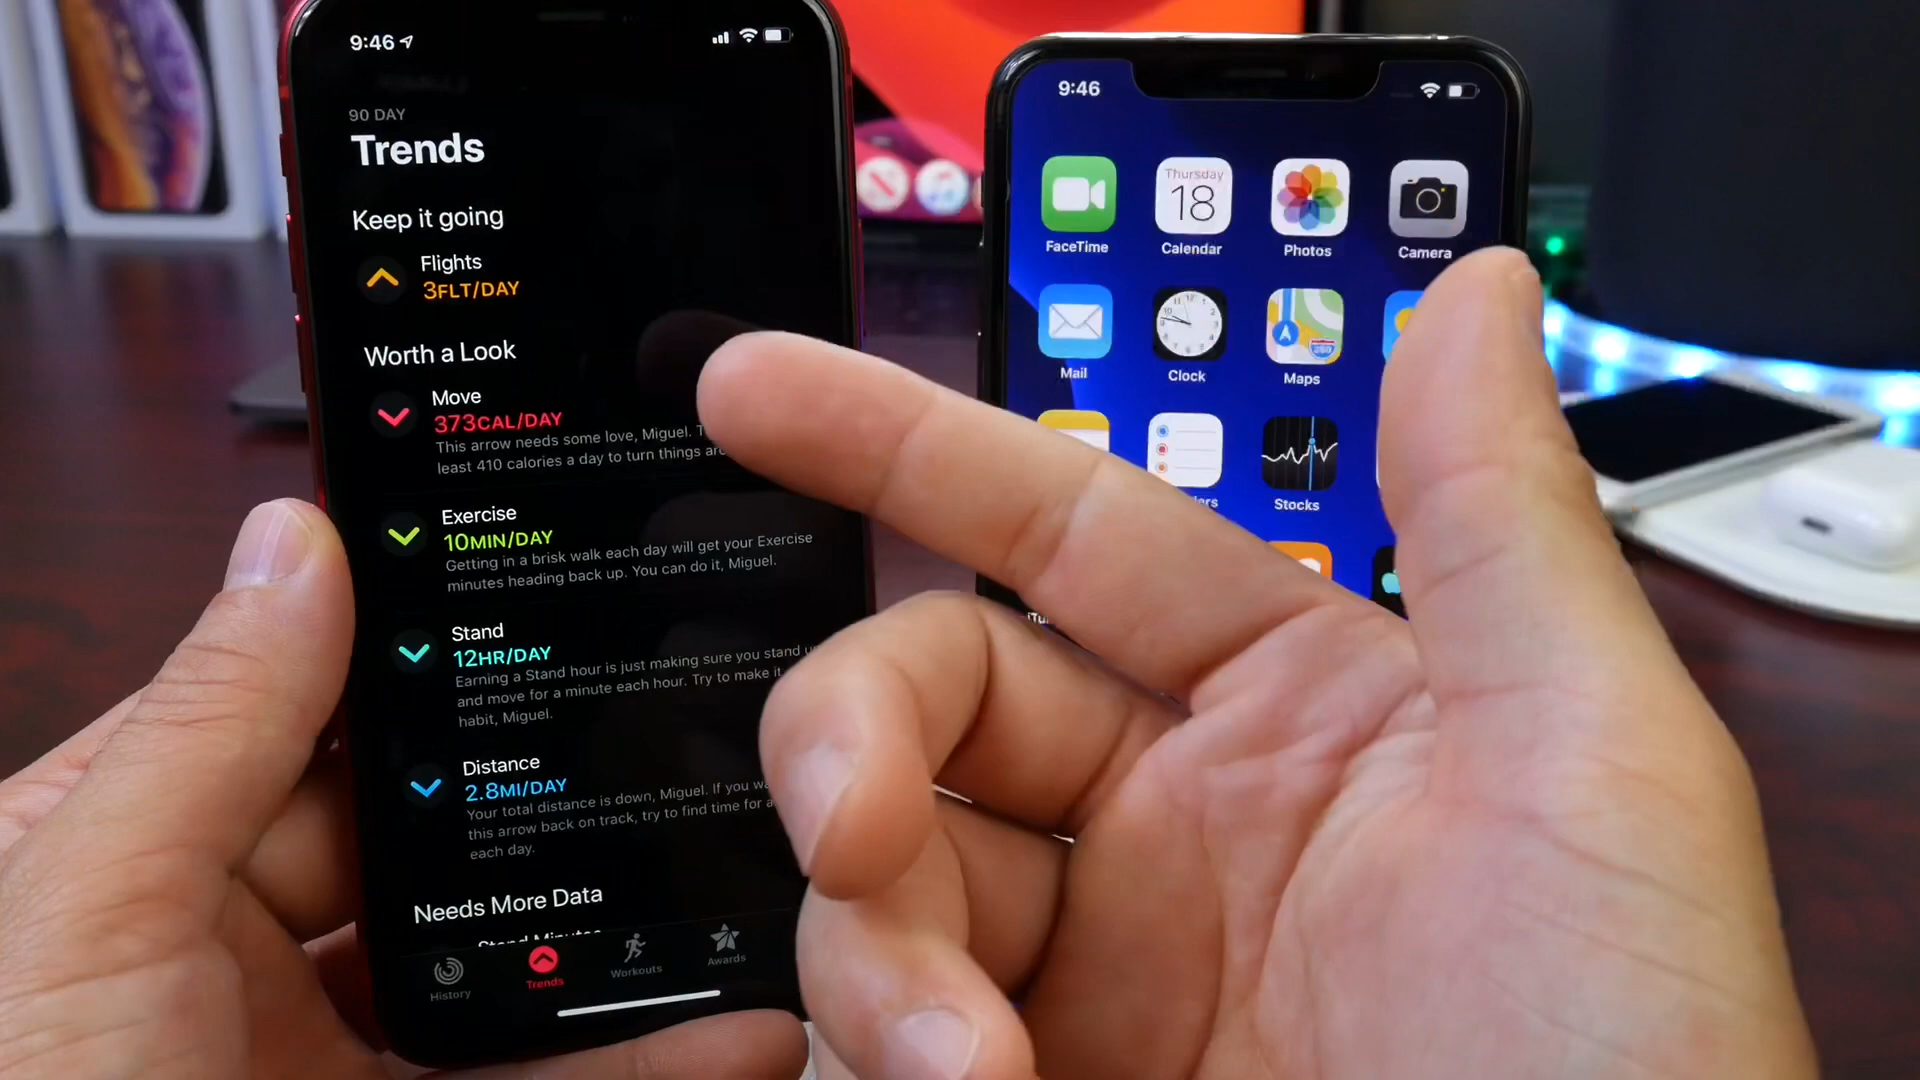 9:46
90 DAY
Trends
Keep it going
Flights
3FLT/DAY
Worth a Look
Move
373CAL/DAY
This arrow needs some love, Miguel.
least 410 calories a day to turn things
Exercise
10MIN/DAY
Getting in a brisk walk each day will get your Exercise
minutes heading back up. You can do it, Miguel.
Stand
12HR/DAY
Earning a Stand hour is just making sure you stand
and move for a minute each hour. Try to make it
habit, Miguel.
Distance
2.8MI/DAY
Your total distance is down, Miguel. If you
this arrow back on track, try to find time for
each day.
Needs More Data
Stand Minutes
History
Trends
Workouts
Awards
9:46
Thursday
18
FaceTime
Calendar
Photos
Camera
Mail
Clock
Maps
280
Stocks